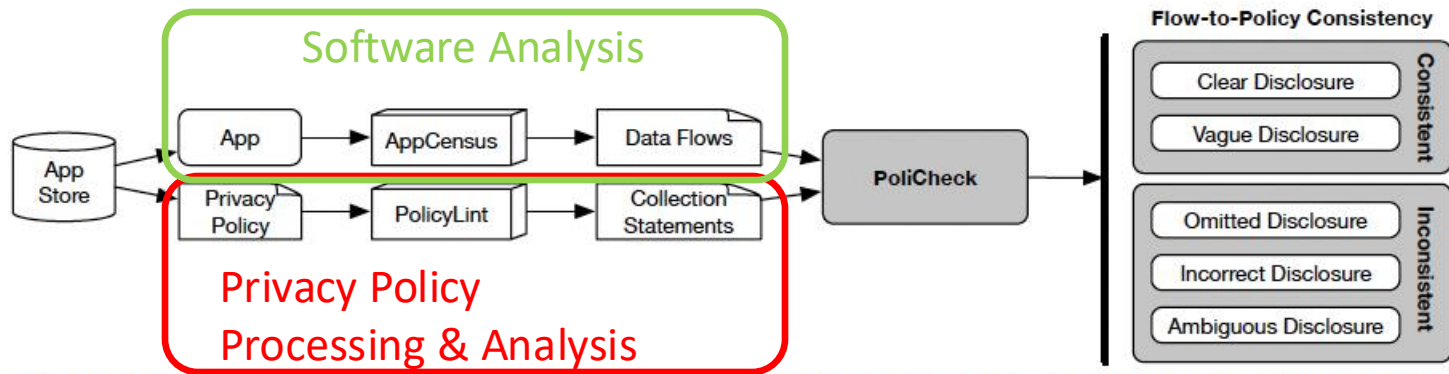 Software Analysis
App
Store
App
AppCensus
Data Flows
Privacy
Policy
PolicyLint
Collection
Statements
Privacy Policy
Processing & Analysis
PoliCheck
Flow-to-Policy Consistency
Clear Disclosure
Vague Disclosure
Consistent
Omitted Disclosure
Incorrect Disclosure
Ambiguous Disclosure
Inconsistent